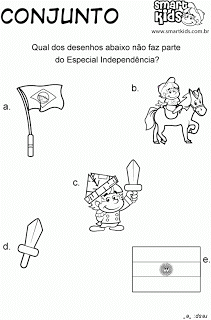 CONJUNTO
smart
Kids
www.smartkids.com.br
Qual dos desenhos abaixo não faz parte
do Especial Independência?
a.
b.
c.
d.
e.